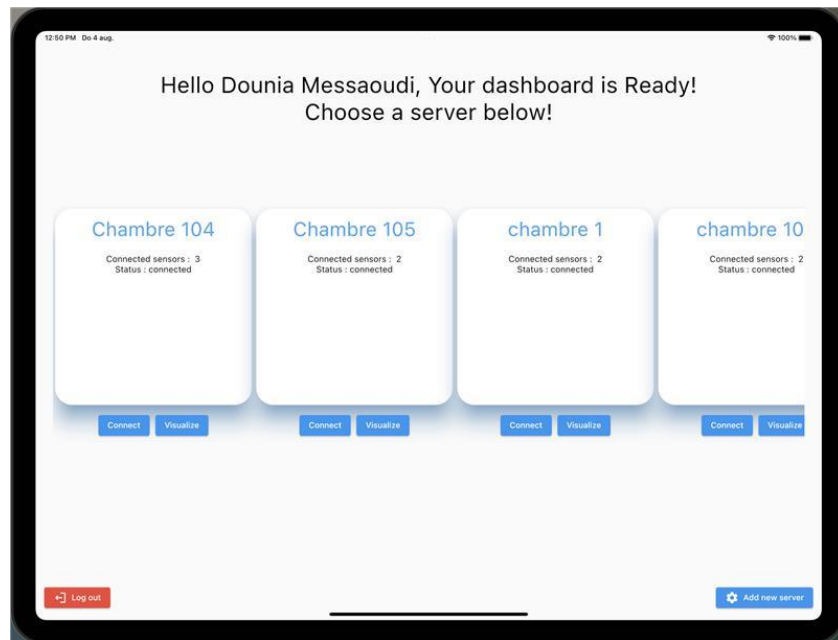 12:50 PM Do 4 aug.
100%
Hello Dounia Messaoudi, Your dashboard is Ready!
Choose a server below!
Chambre 104
Connected sensors : 3
Status : connected
Connect
Visualize
Chambre 105
Connected sensors : 2
Status : connected
Connect
Visualize
chambre 1
Connected sensors : 2
Status : connected
Connect
Visualize
chambre 10
Connected sensors : 2
Status : connected
Connect
Visualize
Log out
Add new server